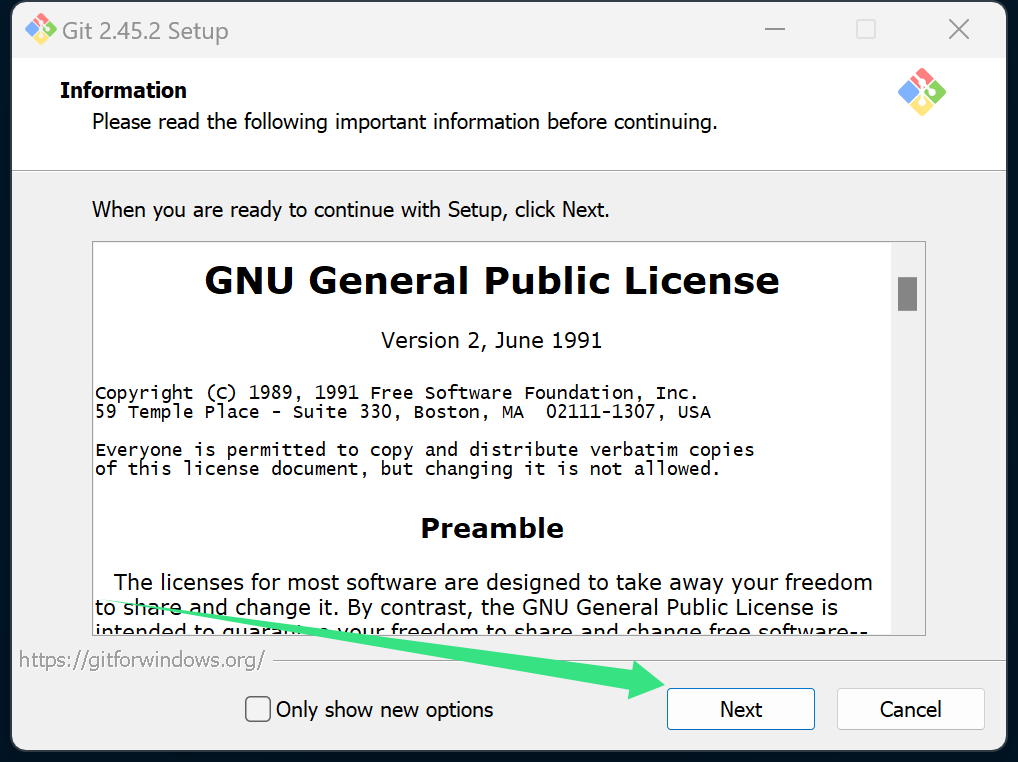 Git 2.45.2 Setup
Information
Please read the following important information before continuing.
When you are ready to continue with Setup, click Next.
GNU General Public License
Version 2, June 1991
Copyright (C) 1989, 1991 Free Software Foundation, Inc.
59 Temple Place - Suite 330, Boston, MA  02111-1307, USA
Everyone is permitted to copy and distribute verbatim copies
of this license document, but changing it is not allowed.
Preamble
The licenses for most software are designed to take away your freedom
to share and change it. By contrast, the GNU General Public License is
intended to guarantee your freedom to share and change free software--
https://gitforwindows.org/
Only show new options
Next
Cancel